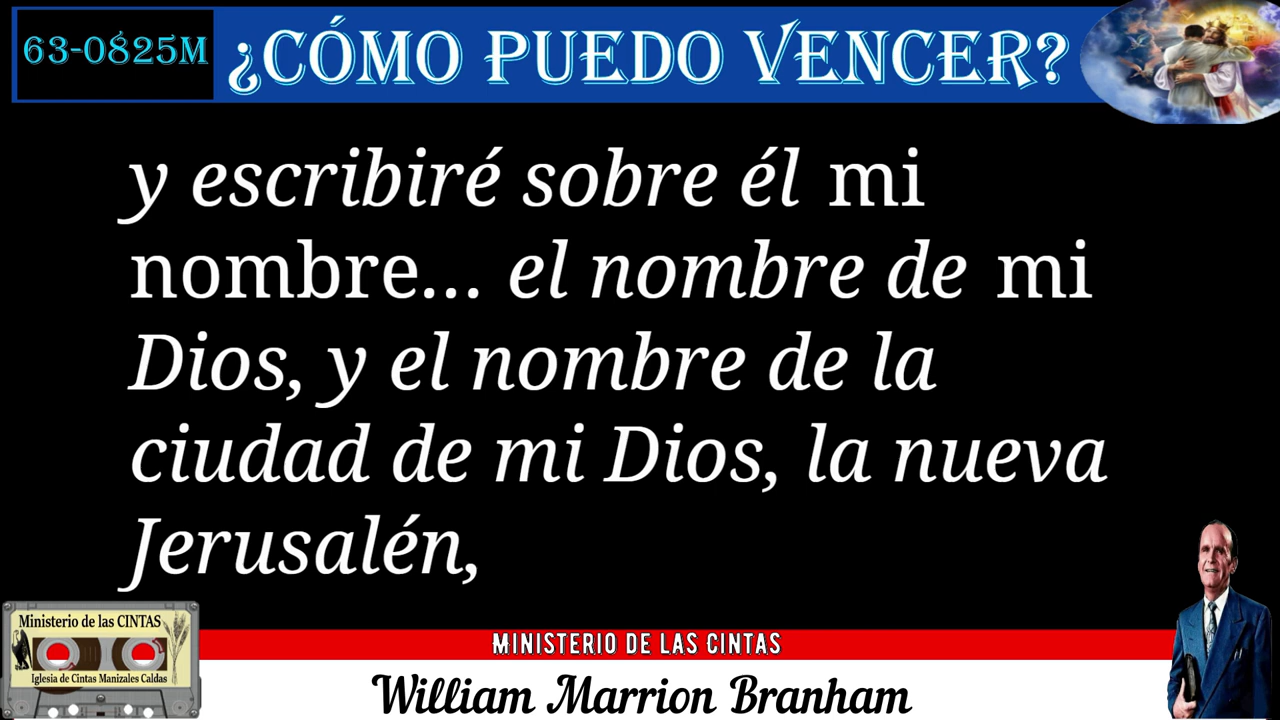 63-0825M ¿CÓMO PUEDO VENCER?
y escribiré sobre él mi
nombre... el nombre de mi
Dios, y el nombre de la
ciudad de mi Dios, la nueva
Jerusalén,
Ministerio de las CINTAS
Iglesia de Cintas Manizales Caldas
MINISTERIO DE LAS CINTAS
William Marrion Branham